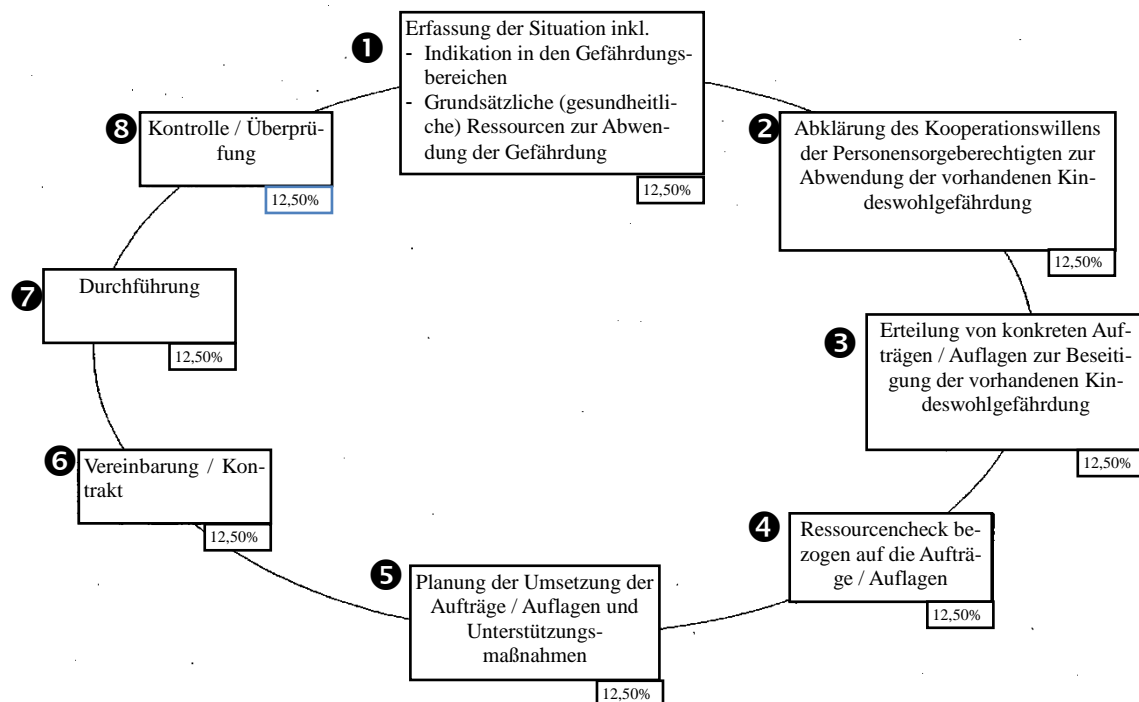 ❶
Erfassung der Situation inkl.
- Indikation in den Gefährdungs-
bereichen
- Grundsätzliche (gesundheitli-
che) Ressourcen zur Abwen-
dung der Gefährdung
12,50%
❷
Abklärung des Kooperationswillens
der Personensorgeberechtigten zur
Abwendung der vorhandenen Kin-
deswohlgefährdung
12,50%
❸
Erteilung von konkreten Auf-
trägen / Auflagen zur Beseiti-
gung der vorhandenen Kin-
deswohlgefährdung
12,50%
❹
Ressourcencheck be-
zogen auf die Aufträ-
ge / Auflagen
12,50%
❺
Planung der Umsetzung der
Aufträge / Auflagen und
Unterstützungs-
maßnahmen
12,50%
❻
Vereinbarung / Kon-
trakt
12,50%
❼
Durchführung
12,50%
❽
Kontrolle / Überprü-
fung
12,50%